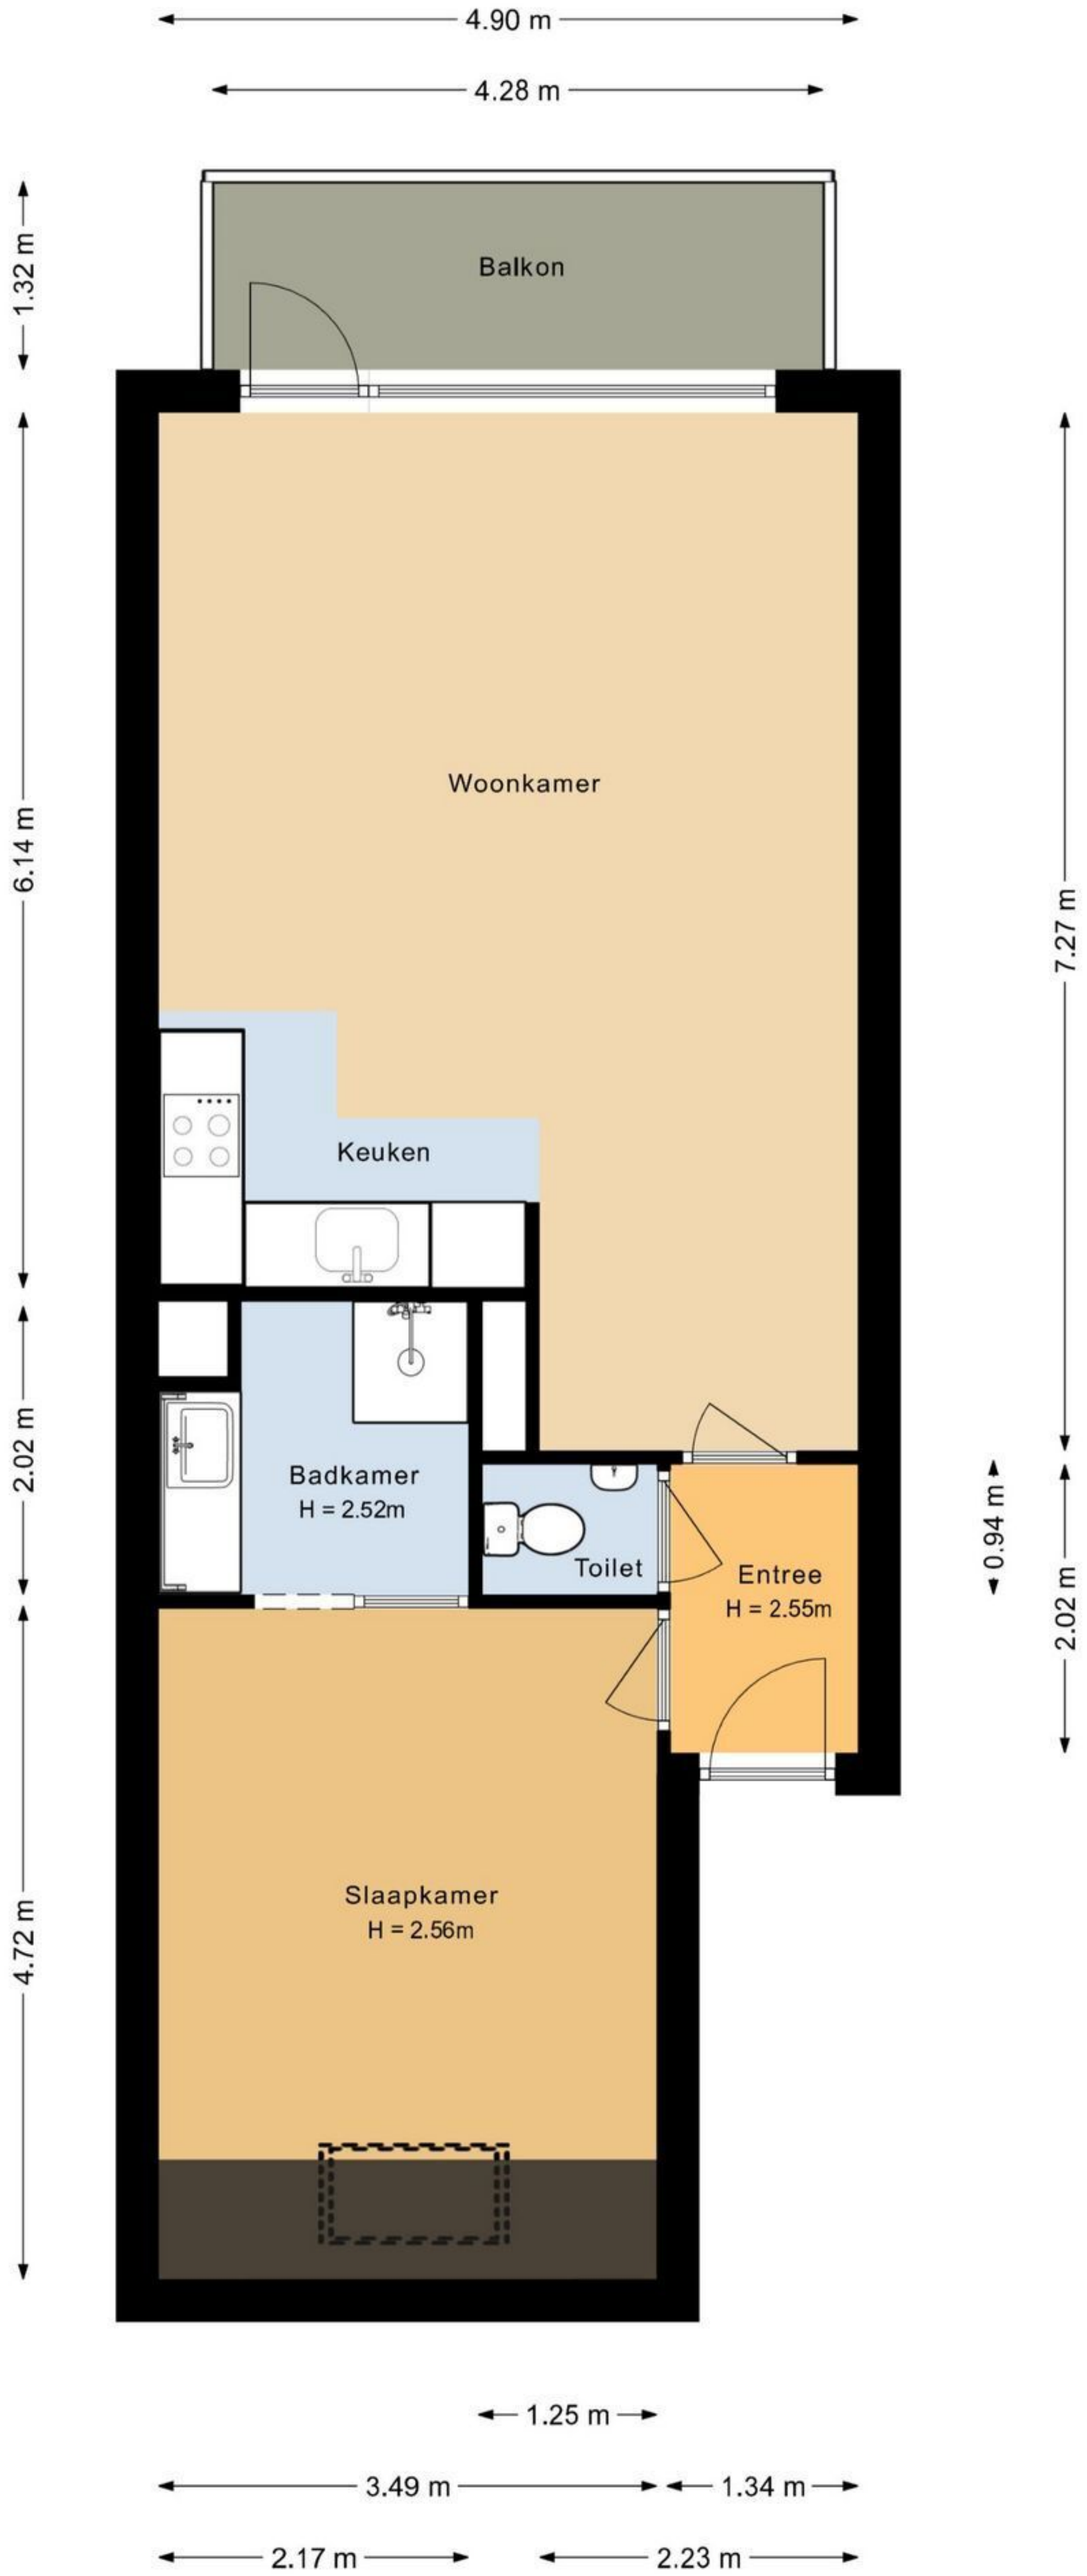 4.90 m
4.28 m
1.32 m
Balkon
6.14 m
Woonkamer
7.27 m
Keuken
2.02 m
Badkamer
H = 2.52m
Toilet
0.94 m
Entree
H = 2.55m
2.02 m
4.72 m
Slaapkamer
H = 2.56m
1.25 m
3.49 m
1.34 m
2.17 m
2.23 m